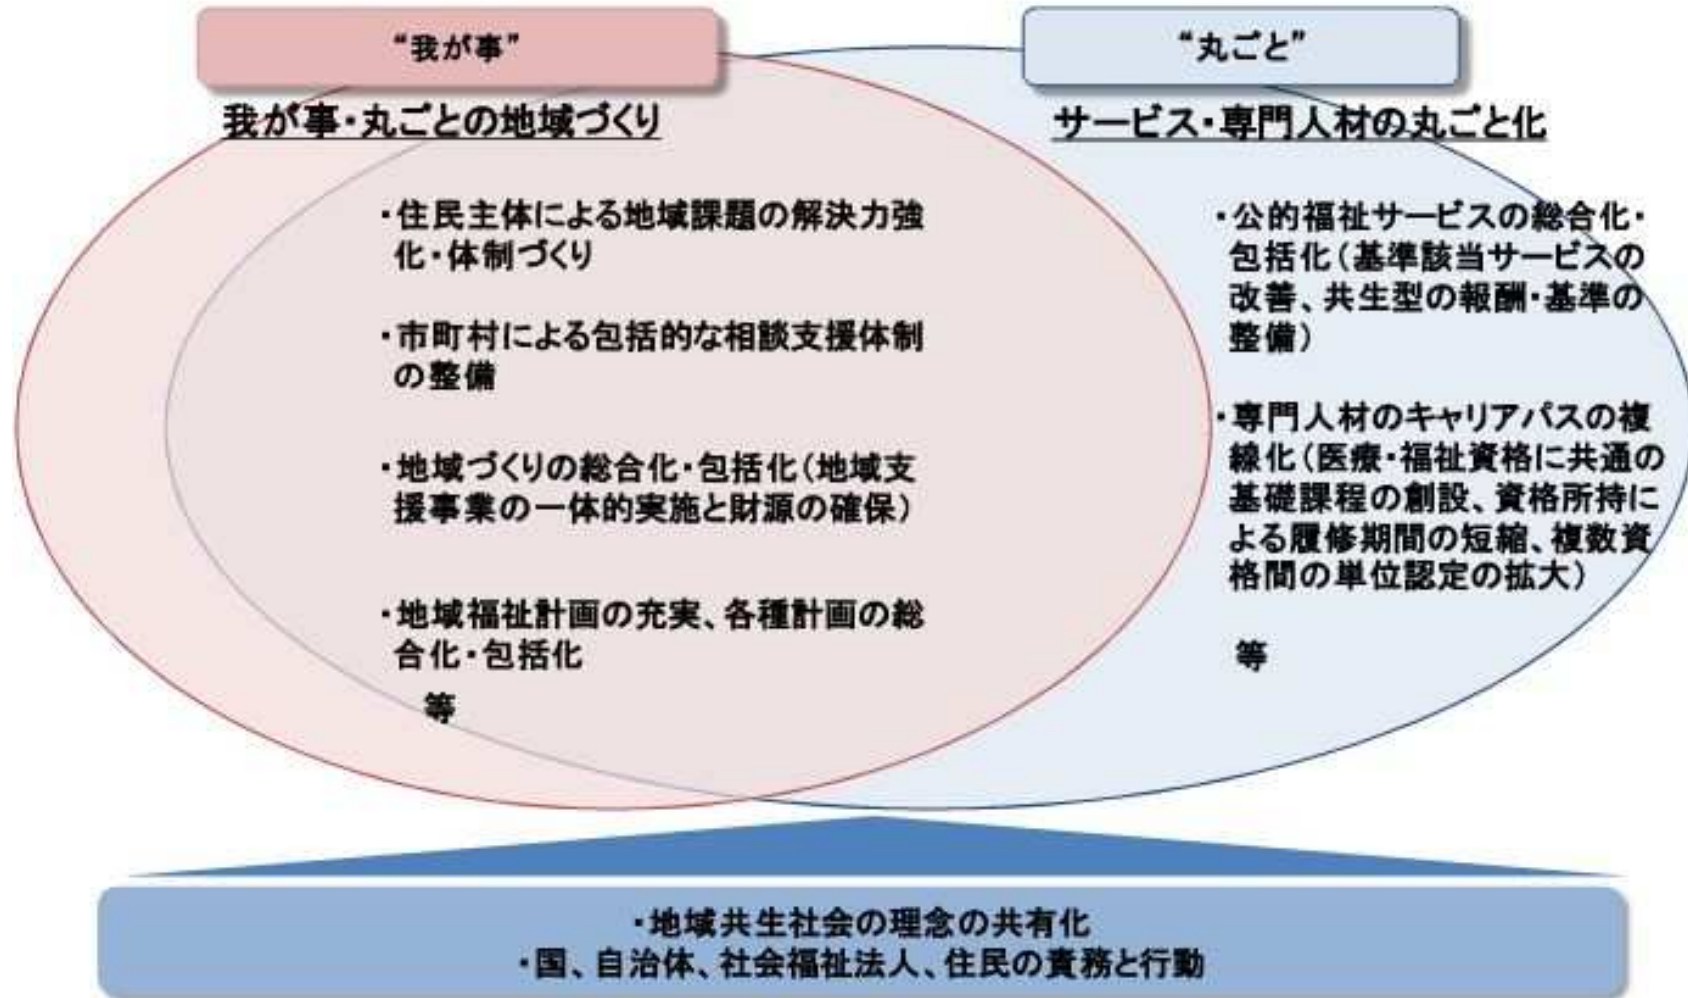 “我が事”
我が事・丸ごとの地域づくり
・住民主体による地域課題の解決力強
化・体制づくり
・市町村による包括的な相談支援体制
の整備
・地域づくりの総合化・包括化(地域支
援事業の一体的実施と財源の確保)
・地域福祉計画の充実、各種計画の総
合化・包括化
等
“丸ごと”
サービス・専門人材の丸ごと化
・公的福祉サービスの総合化・
包括化(基準該当サービスの
改善、共生型の報酬・基準の
整備)
・専門人材のキャリアパスの複
線化(医療・福祉資格に共通の
基礎課程の創設、資格所持に
よる履修期間の短縮、複数資
格間の単位認定の拡大)
等
・地域共生社会の理念の共有化
・国、自治体、社会福祉法人、住民の責務と行動